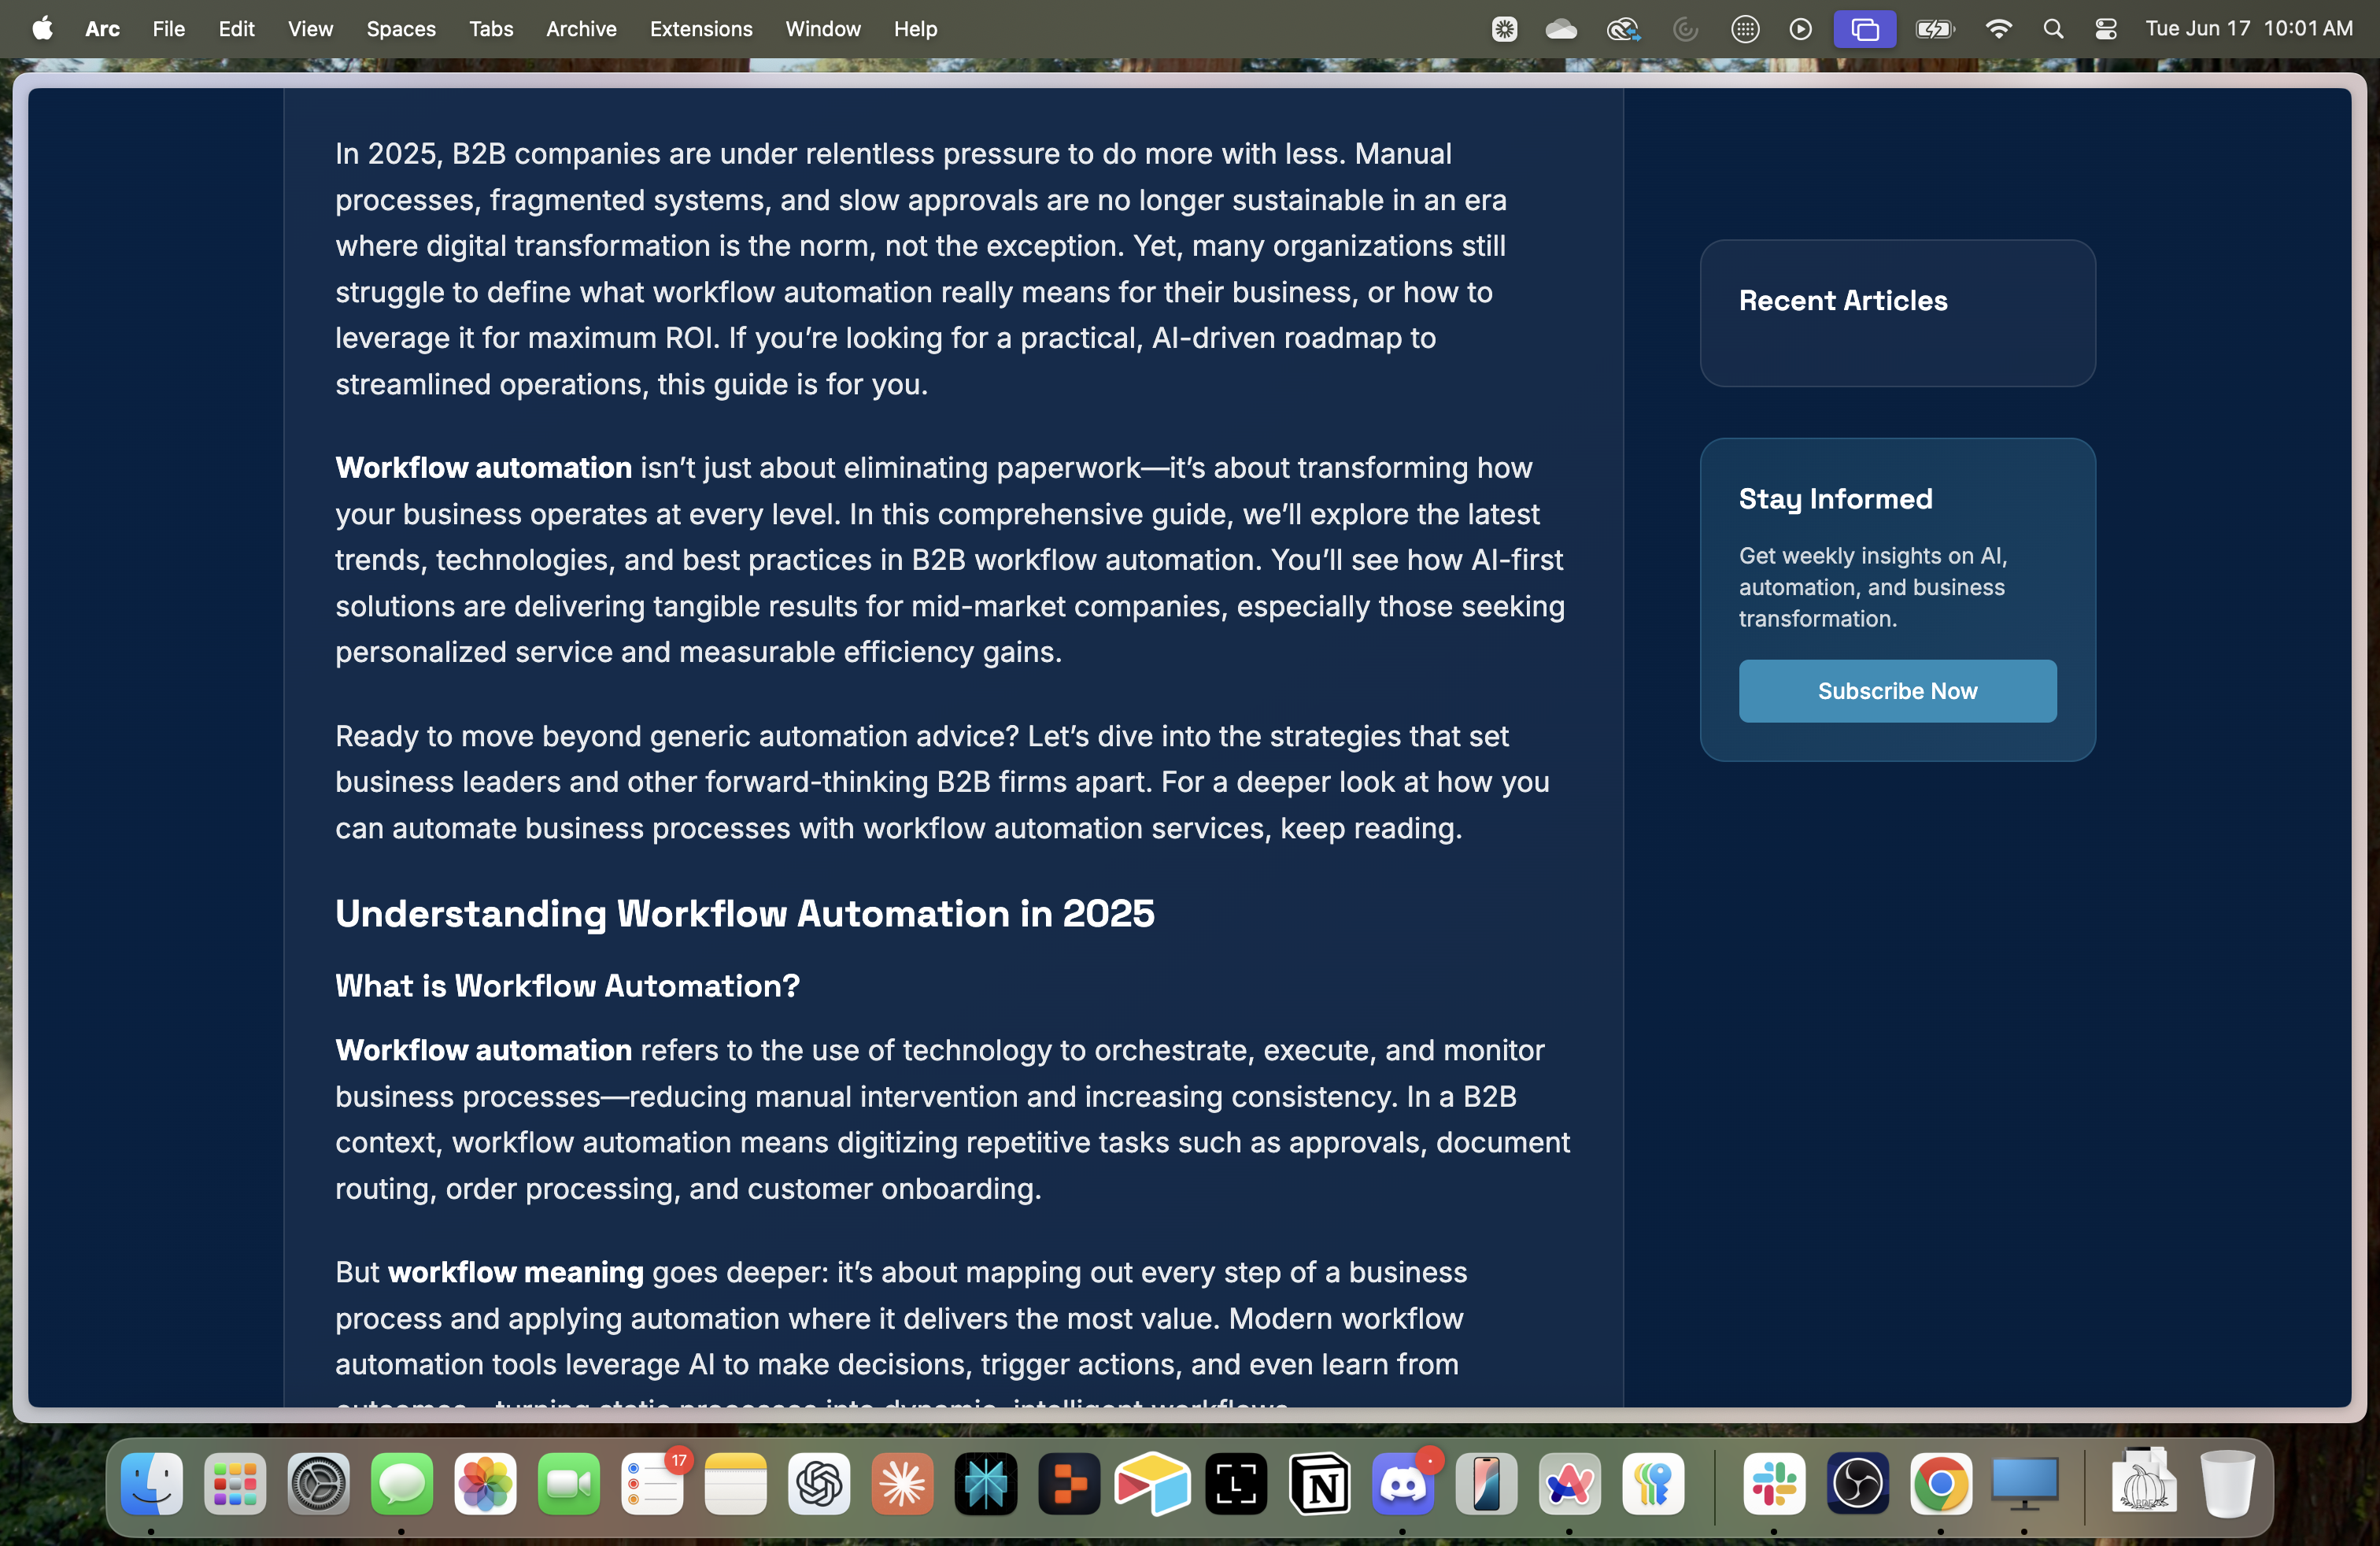 Arc File Edit View Spaces Tabs Archive Extensions Window Help Tue Jun 17 10:01 AM
In 2025, B2B companies are under relentless pressure to do more with less. Manual
processes, fragmented systems, and slow approvals are no longer sustainable in an era
where digital transformation is the norm, not the exception. Yet, many organizations still
struggle to define what workflow automation really means for their business, or how to
leverage it for maximum ROI. If you’re looking for a practical, AI-driven roadmap to
streamlined operations, this guide is for you.
Workflow automation isn’t just about eliminating paperwork—it’s about transforming how
your business operates at every level. In this comprehensive guide, we’ll explore the latest
trends, technologies, and best practices in B2B workflow automation. You’ll see how AI-first
solutions are delivering tangible results for mid-market companies, especially those seeking
personalized service and measurable efficiency gains.
Ready to move beyond generic automation advice? Let’s dive into the strategies that set
business leaders and other forward-thinking B2B firms apart. For a deeper look at how you
can automate business processes with workflow automation services, keep reading.
Understanding Workflow Automation in 2025
What is Workflow Automation?
Workflow automation refers to the use of technology to orchestrate, execute, and monitor
business processes—reducing manual intervention and increasing consistency. In a B2B
context, workflow automation means digitizing repetitive tasks such as approvals, document
routing, order processing, and customer onboarding.
But workflow meaning goes deeper: it’s about mapping out every step of a business
process and applying automation where it delivers the most value. Modern workflow
automation tools leverage AI to make decisions, trigger actions, and even learn from
outcomes—turning static processes into dynamic, intelligent workflows.
Recent Articles
Stay Informed
Get weekly insights on AI,
automation, and business
transformation.
Subscribe Now
17
L
N